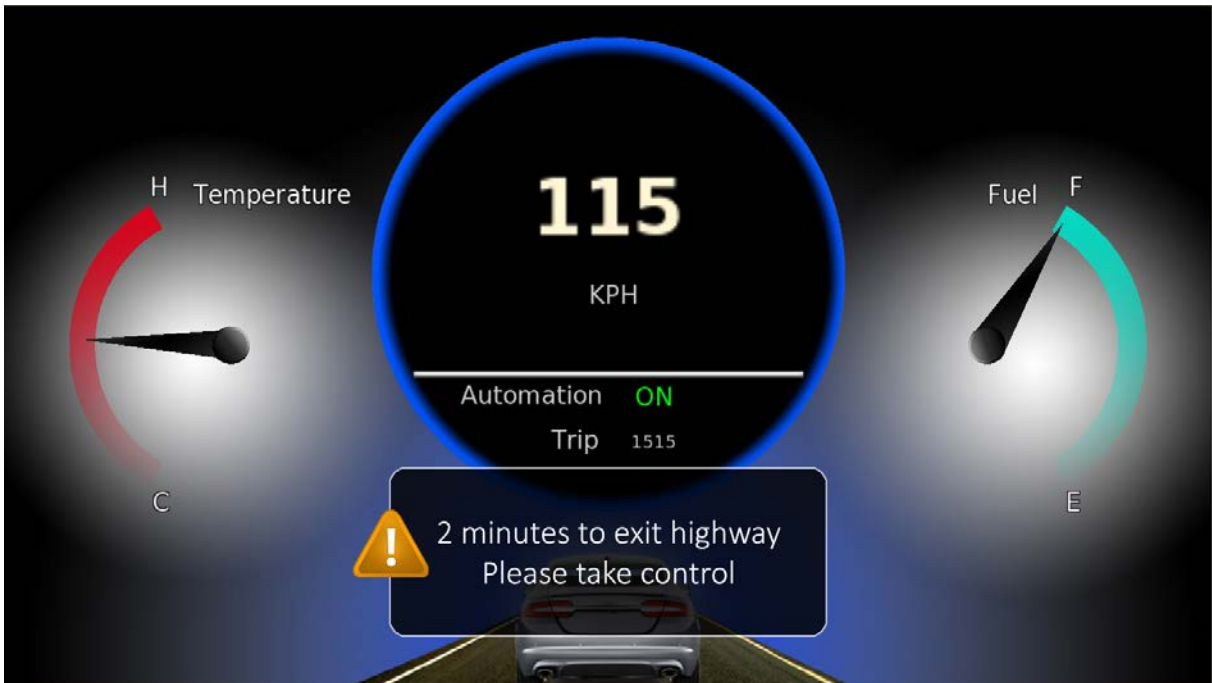 H Temperature
C
115
KPH
Automation ON
Trip 1515
Fuel F
E
!
2 minutes to exit highway
Please take control